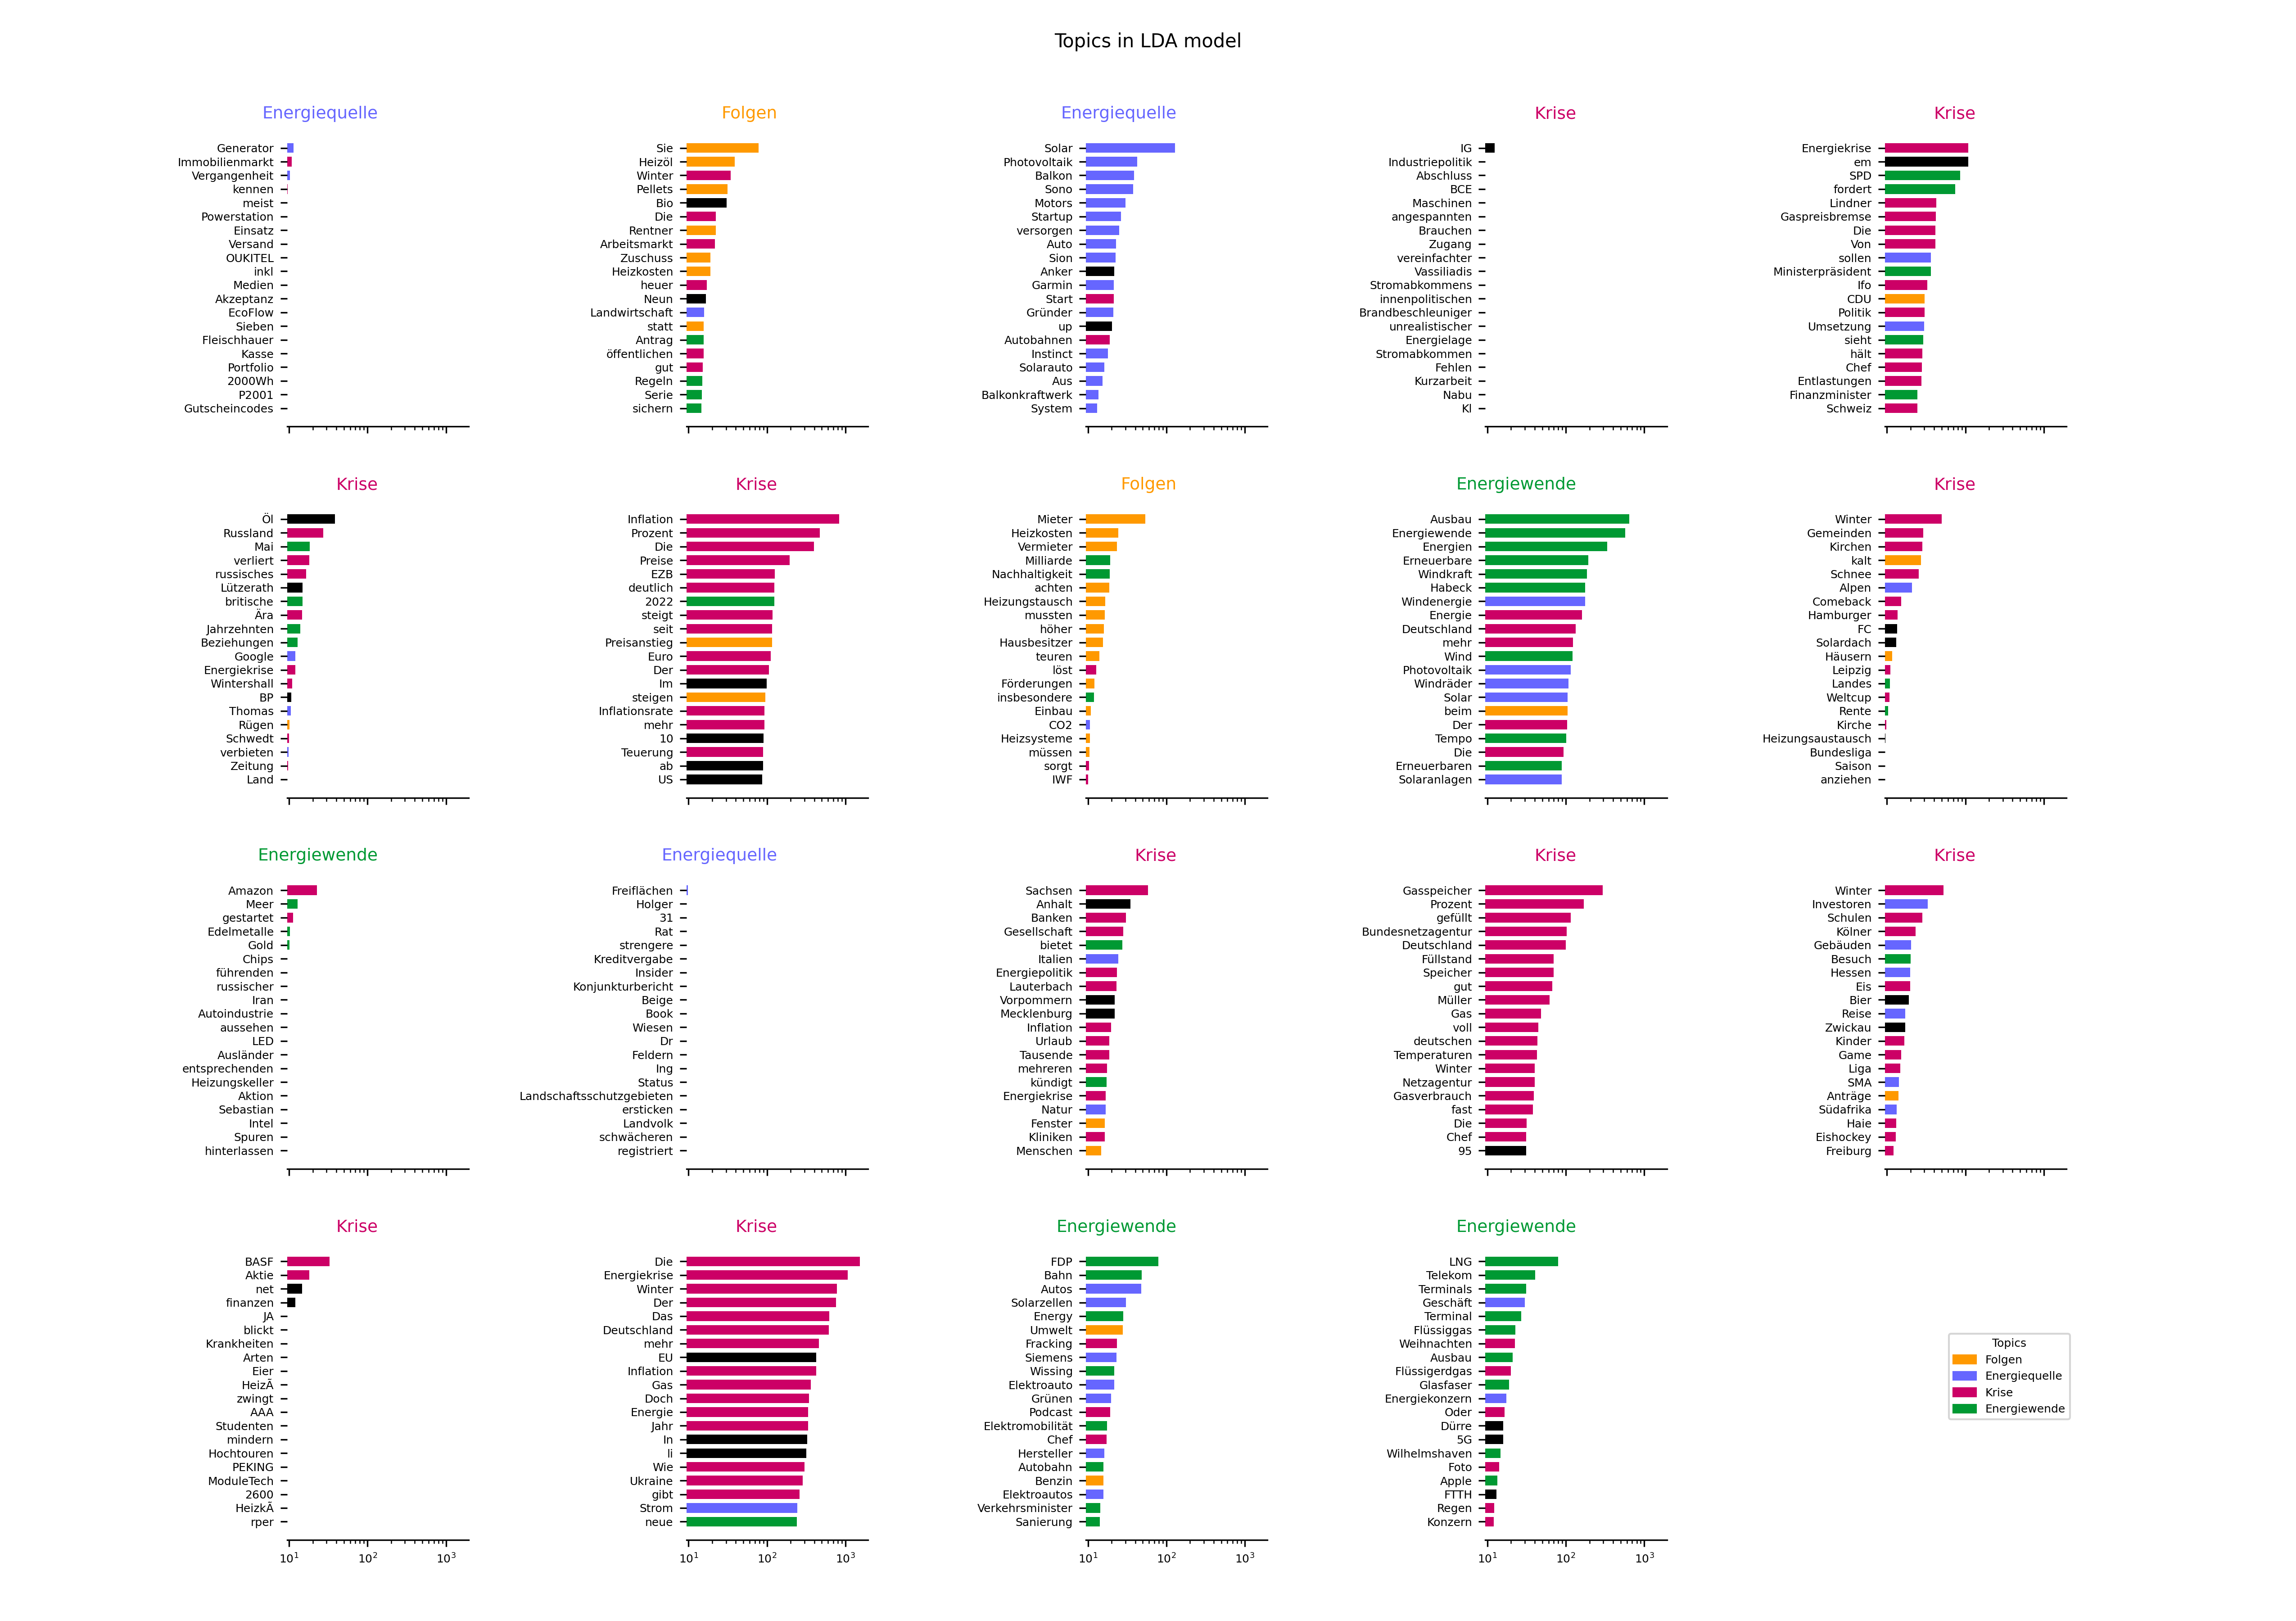 Topics in LDA model
Energiequelle
Generator
Immobilienmarkt
Vergangenheit
kennen
meist
Powerstation
Einsatz
Versand
OUKITEL
inkl
Medien
Akzeptanz
EcoFlow
Sieben
Fleischhauer
Kasse
Portfolio
2000Wh
P2001
Gutscheincodes
Folgen
Sie
Heizöl
Winter
Pellets
Bio
Die
Rentner
Arbeitsmarkt
Zuschuss
Heizkosten
heuer
Neun
Landwirtschaft
statt
Antrag
öffentlichen
gut
Regeln
Serie
sichern
Energiequelle
Solar
Photovoltaik
Balkon
Sono
Motors
Startup
versorgen
Auto
Sion
Anker
Garmin
Start
Gründer
up
Autobahnen
Instinct
Solarauto
Aus
Balkonkraftwerk
System
Krise
IG
Industriepolitik
Abschluss
BCE
Maschinen
angespannten
Brauchen
Zugang
vereinfachter
Vassiliadis
Stromabkommens
innenpolitischen
Brandbeschleuniger
unrealistischer
Energielage
Stromabkommen
Fehlen
Kurzarbeit
Nabu
KI
Krise
Energiekrise
em
SPD
fordert
Lindner
Gaspreisbremse
Die
Von
sollen
Ministerpräsident
Ifo
CDU
Politik
Umsetzung
sieht
hält
Chef
Entlastungen
Finanzminister
Schweiz
Krise
Öl
Russland
Mai
verliert
russisches
Lützerath
britische
Ära
Jahrzehnten
Beziehungen
Google
Energiekrise
Wintershall
BP
Thomas
Rügen
Schwedt
verbieten
Zeitung
Land
Krise
Inflation
Prozent
Die
Preise
EZB
deutlich
2022
steigt
seit
Preisanstieg
Euro
Der
Im
steigen
Inflationsrate
mehr
10
Teuerung
ab
US
Folgen
Mieter
Heizkosten
Vermieter
Milliarde
Nachhaltigkeit
achten
Heizungstausch
mussten
höher
Hausbesitzer
teuren
löst
Förderungen
insbesondere
Einbau
CO2
Heizsysteme
müssen
sorgt
IWF
Energiewende
Ausbau
Energiewende
Energien
Erneuerbare
Windkraft
Habeck
Windenergie
Energie
Deutschland
mehr
Wind
Photovoltaik
Windräder
Solar
beim
Der
Tempo
Die
Erneuerbaren
Solaranlagen
Krise
Winter
Gemeinden
Kirchen
kalt
Schnee
Alpen
Comeback
Hamburger
FC
Solardach
Häusern
Leipzig
Landes
Weltcup
Rente
Kirche
Heizungsaustausch
Bundesliga
Saison
anziehen
Energiewende
Amazon
Meer
gestartet
Edelmetalle
Gold
Chips
führenden
russischer
Iran
Autoindustrie
aussehen
LED
Ausländer
entsprechenden
Heizungskeller
Aktion
Sebastian
Intel
Spuren
hinterlassen
Energiequelle
Freiflächen
Holger
31
Rat
strengere
Kreditvergabe
Insider
Konjunkturbericht
Beige
Book
Wiesen
Dr
Feldern
Ing
Status
Landschaftsschutzgebieten
ersticken
Landvolk
schwächeren
registriert
Krise
Sachsen
Anhalt
Banken
Gesellschaft
bietet
Italien
Energiepolitik
Lauterbach
Vorpommern
Mecklenburg
Inflation
Urlaub
Tausende
mehreren
kündigt
Energiekrise
Natur
Fenster
Kliniken
Menschen
Krise
Gasspeicher
Prozent
gefüllt
Bundesnetzagentur
Deutschland
Füllstand
Speicher
gut
Müller
Gas
voll
deutschen
Temperaturen
Winter
Netzagentur
Gasverbrauch
fast
Die
Chef
95
Krise
Winter
Investoren
Schulen
Kölner
Gebäuden
Besuch
Hessen
Eis
Bier
Reise
Zwickau
Kinder
Game
Liga
SMA
Anträge
Südafrika
Haie
Eishockey
Freiburg
Krise
BASF
Aktie
net
finanzen
JA
blickt
Krankheiten
Arten
Eier
HeizÃ
zwingt
AAA
Studenten
mindern
Hochtouren
PEKING
ModuleTech
2600
HeizkÃ
rper
10¹ 10² 10³
Krise
Die
Energiekrise
Winter
Der
Das
Deutschland
mehr
EU
Inflation
Gas
Doch
Energie
Jahr
In
li
Wie
Ukraine
gibt
Strom
neue
10¹ 10² 10³
Energiewende
FDP
Bahn
Autos
Solarzellen
Energy
Umwelt
Fracking
Siemens
Wissing
Elektroauto
Grünen
Podcast
Elektromobilität
Chef
Hersteller
Autobahn
Benzin
Elektroautos
Verkehrsminister
Sanierung
10¹ 10² 10³
Energiewende
LNG
Telekom
Terminals
Geschäft
Terminal
Flüssiggas
Weihnachten
Ausbau
Flüssigerdgas
Glasfaser
Energiekonzern
Oder
Dürre
5G
Wilhelmshaven
Foto
Apple
FTTH
Regen
Konzern
10¹ 10² 10³
Topics
Folgen
Energiequelle
Krise
Energiewende